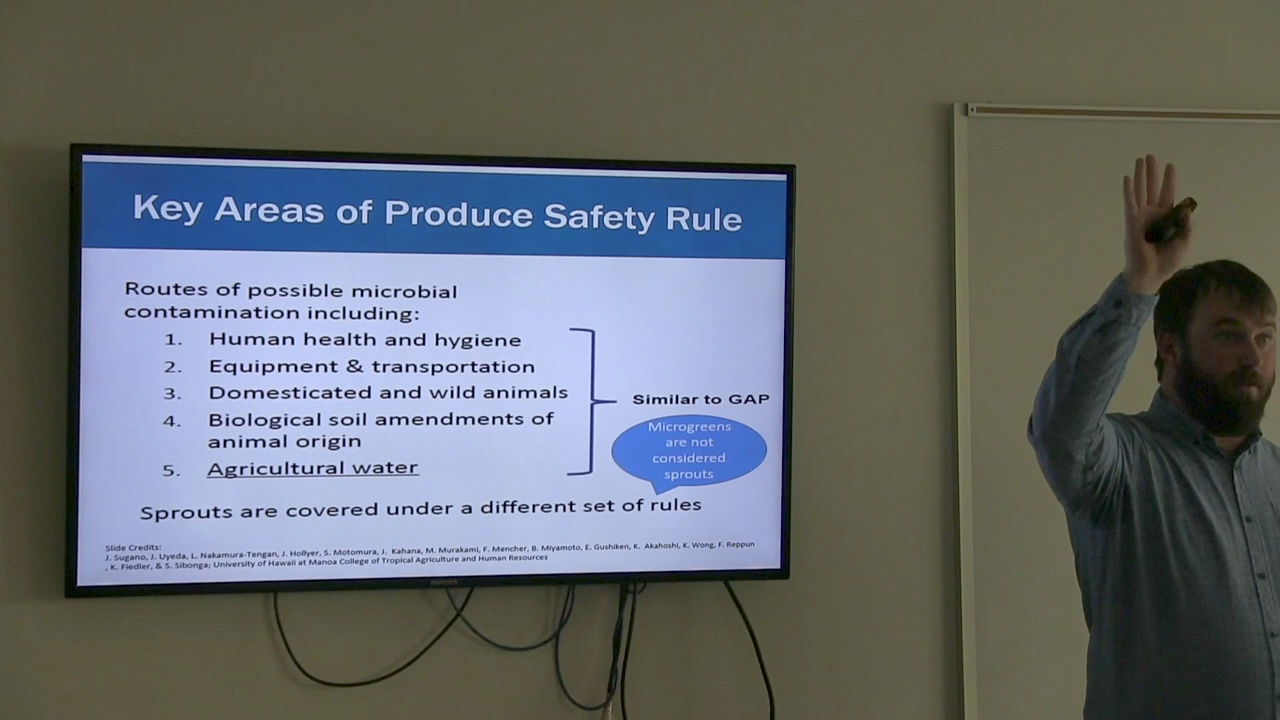 Key Areas of Produce Safety Rule
Routes of possible microbial
contamination including:
1. Human health and hygiene
2. Equipment & transportation
3. Domesticated and wild animals
4. Biological soil amendments of
animal origin
5. Agricultural water
Similar to GAP
Microgreens
are not
considered
sprouts
Sprouts are covered under a different set of rules
Slide Credits:
J. Sugano, J. Uyeda, L. Nakamura-Tengan, J. Hollyer, S. Motomura, J. Kahana, M. Murakami, F. Mencher, B. Miyamoto, E. Gushiken, K. Akahoshi, K. Wong, F. Reppun
, K. Fiedler, & S. Sibonga; University of Hawaii at Manoa College of Tropical Agriculture and Human Resources